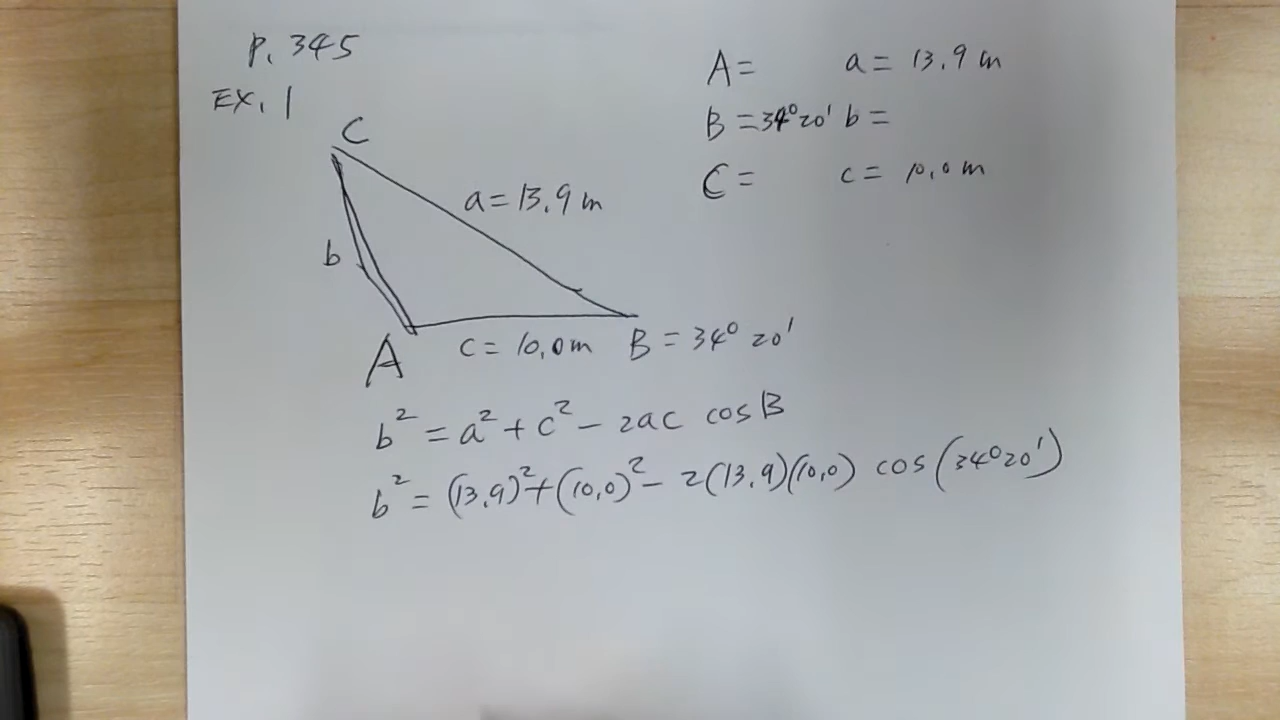 P. 345
EX. 1
A =   a = 13.9 m
B = 34°20' b =
C =   c = 10.0 m
C
a = 13.9 m
b
A   c = 10.0m   B = 34° 20'
b² = a² + c² - 2ac cos B
b² = (13.9)² + (10.0)² - 2(13.9)(10.0) cos (34°20')